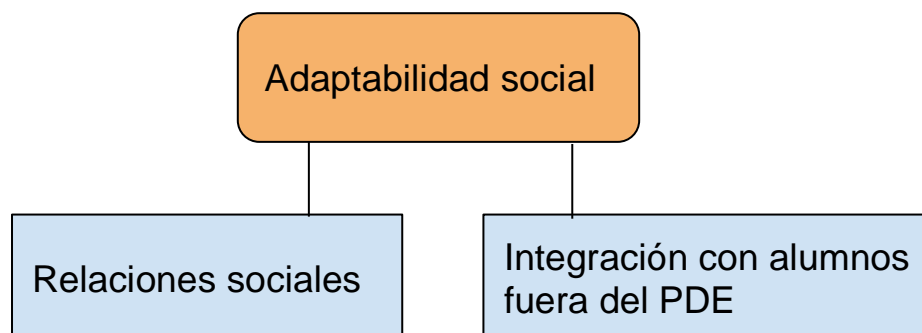 Adaptabilidad social
Relaciones sociales
Integración con alumnos
fuera del PDE